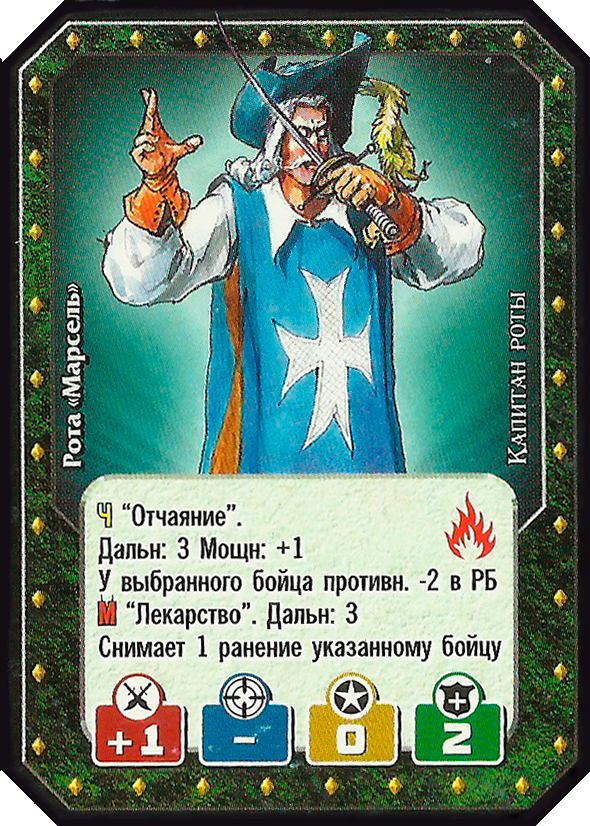 Рота «Марсель»
Капитан роты
Ч "Отчаяние".
Дальн: 3 Мощн: +1
У выбранного бойца противн. -2 в РБ
М "Лекарство". Дальн: 3
Снимает 1 ранение указанному бойцу
+1 - 0 2